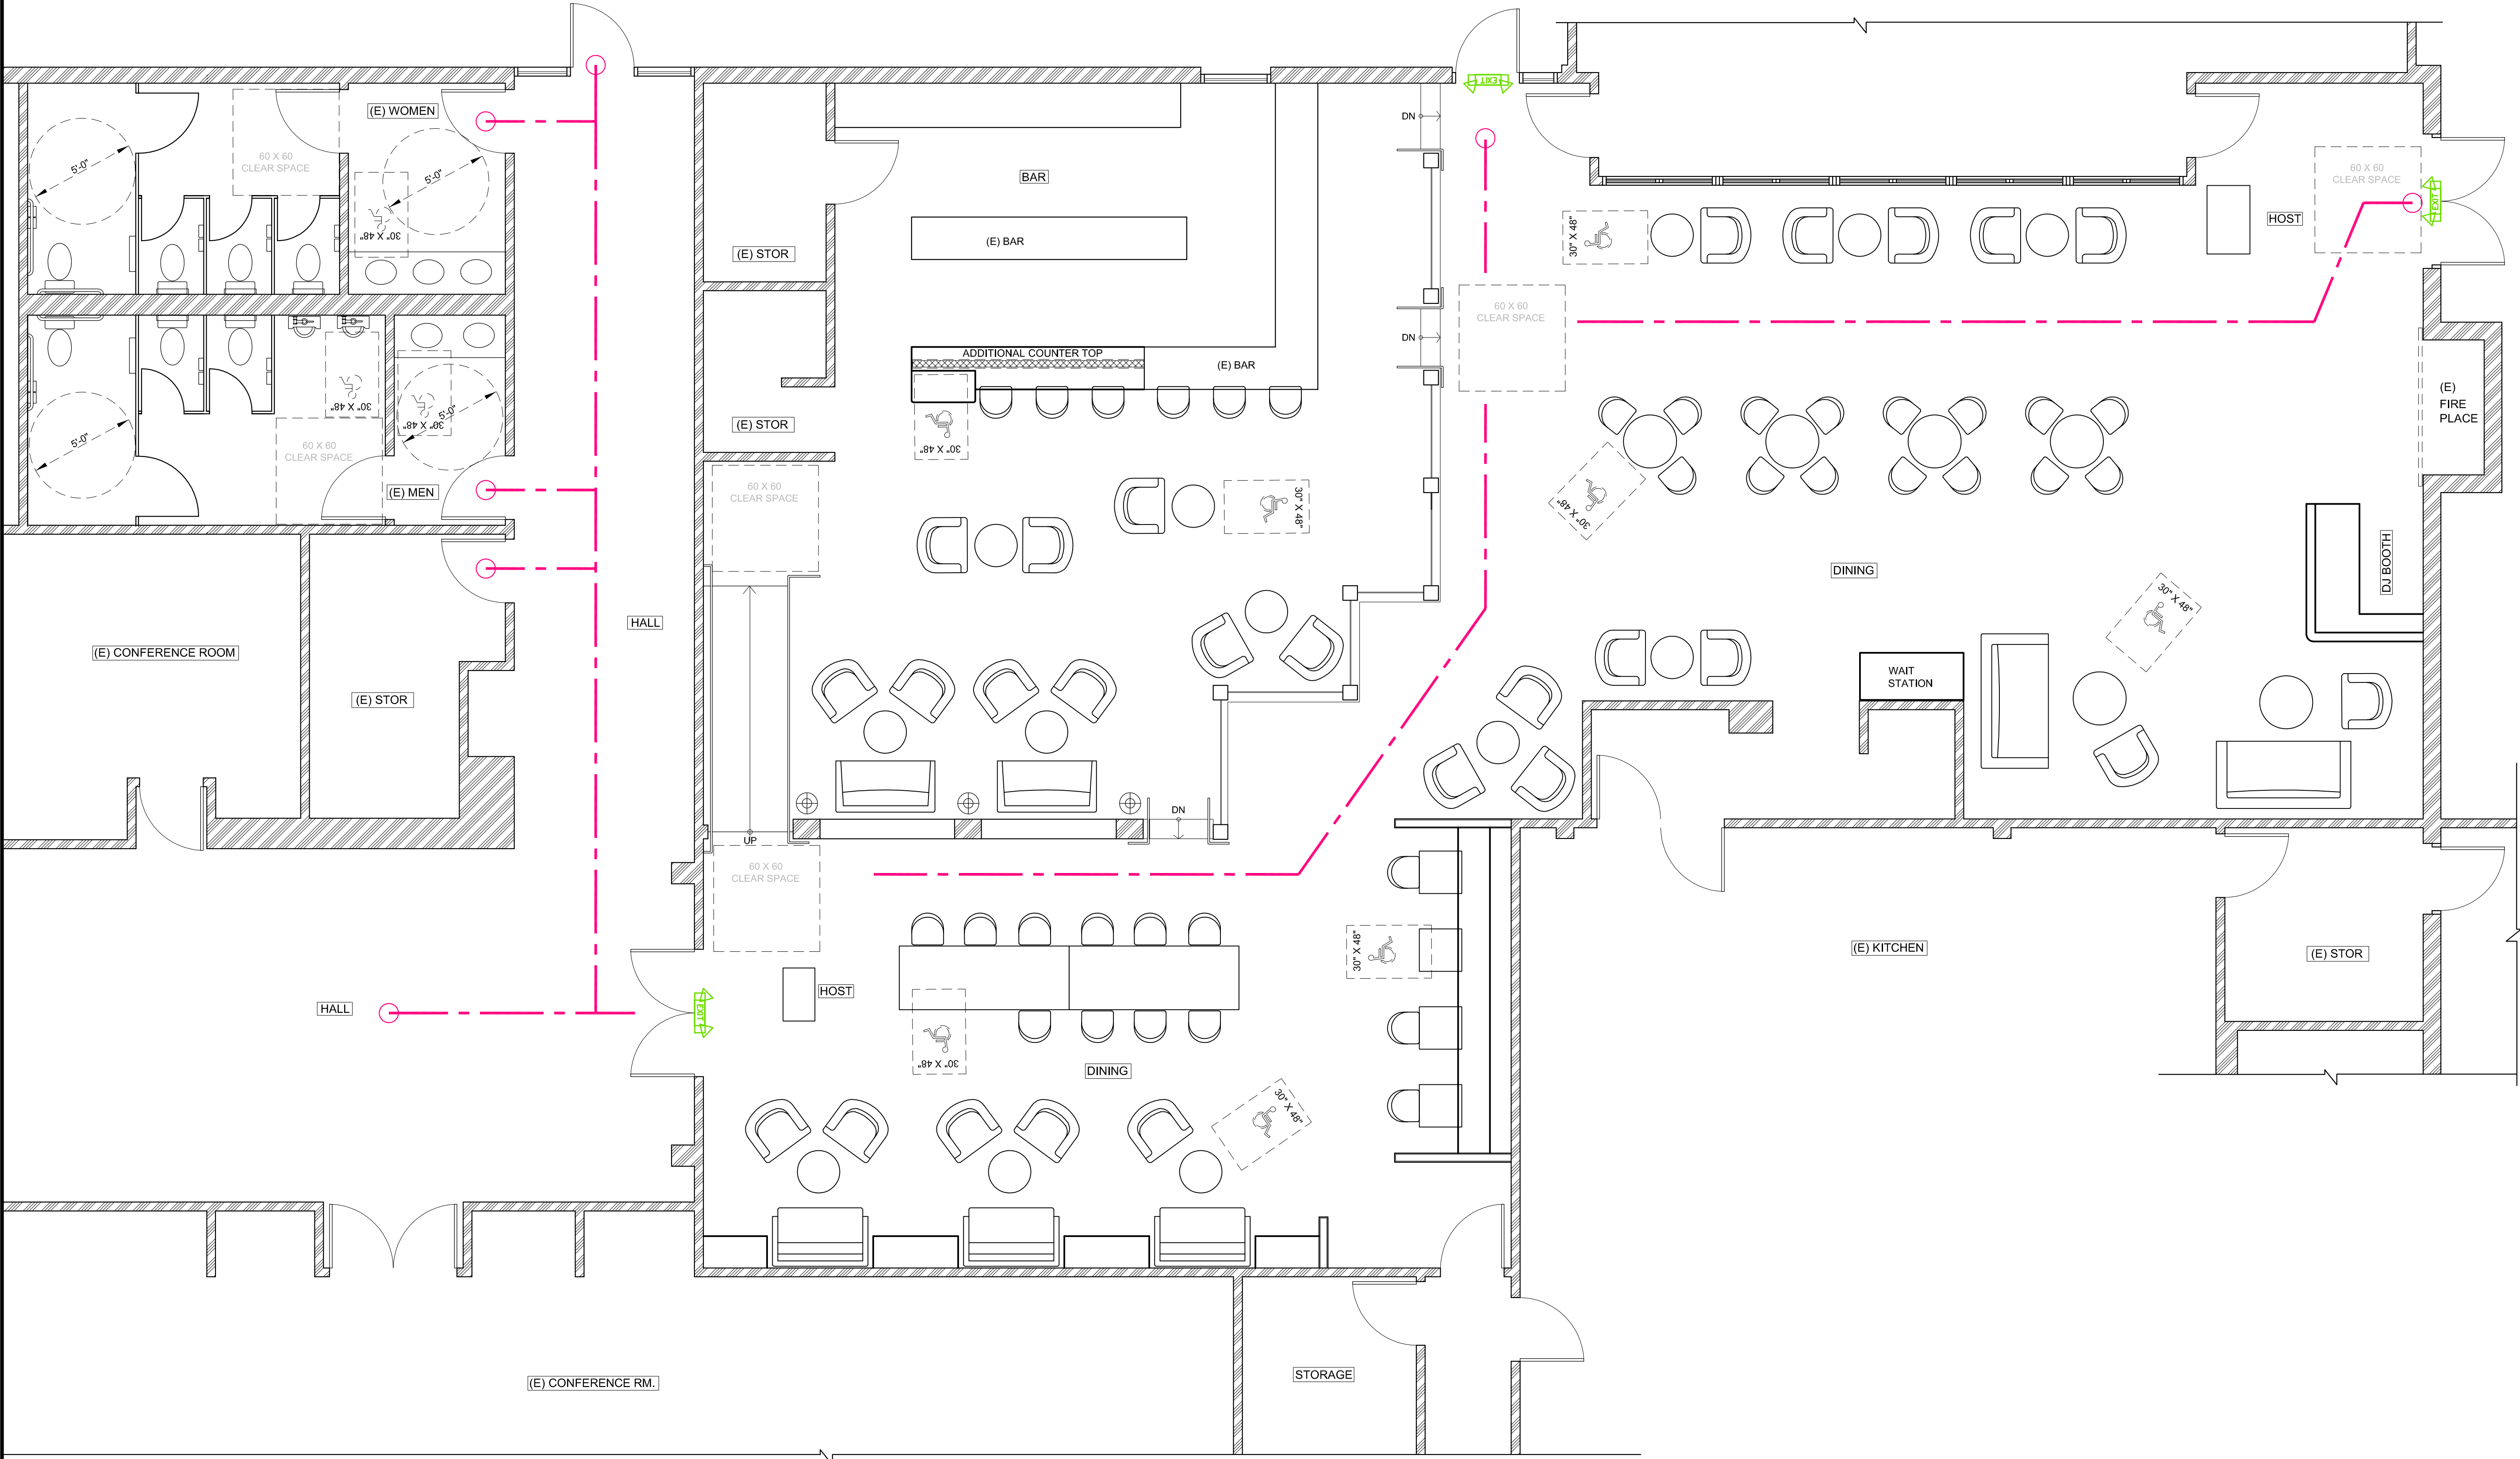 EXIT
(E) WOMEN
DN
5'-0"
60 X 60
CLEAR SPACE
5'-0"
30" X 48"
BAR
60 X 60
CLEAR SPACE
EXIT
HOST
30" X 48"
(E) STOR
(E) BAR
60 X 60
CLEAR SPACE
DN
ADDITIONAL COUNTER TOP
(E) BAR
30" X 48"
30" X 48"
5'-0"
5'-0"
60 X 60
CLEAR SPACE
(E) MEN
(E) STOR
30" X 48"
(E)
FIRE
PLACE
60 X 60
CLEAR SPACE
30" X 48"
30" X 48"
DJ BOOTH
DINING
30" X 48"
HALL
(E) CONFERENCE ROOM
(E) STOR
WAIT
STATION
DN
UP
60 X 60
CLEAR SPACE
30" X 48"
(E) KITCHEN
(E) STOR
HALL
EXIT
HOST
30" X 48"
DINING
30" X 48"
(E) CONFERENCE RM.
STORAGE